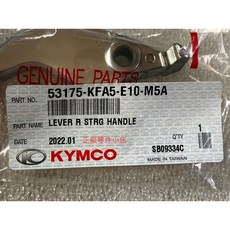 GENUINE PARTS
PART NO. 53175-KFA5-E10-M5A
PART NAME LEVER R STRG HANDLE
DATE 2022.01 Q'TY 1
KYMCO SB09334C
MADE IN TAIWAN